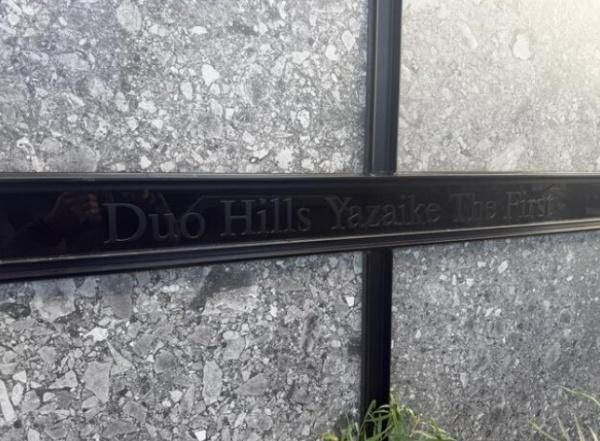 Duo Hills Yazaike The First